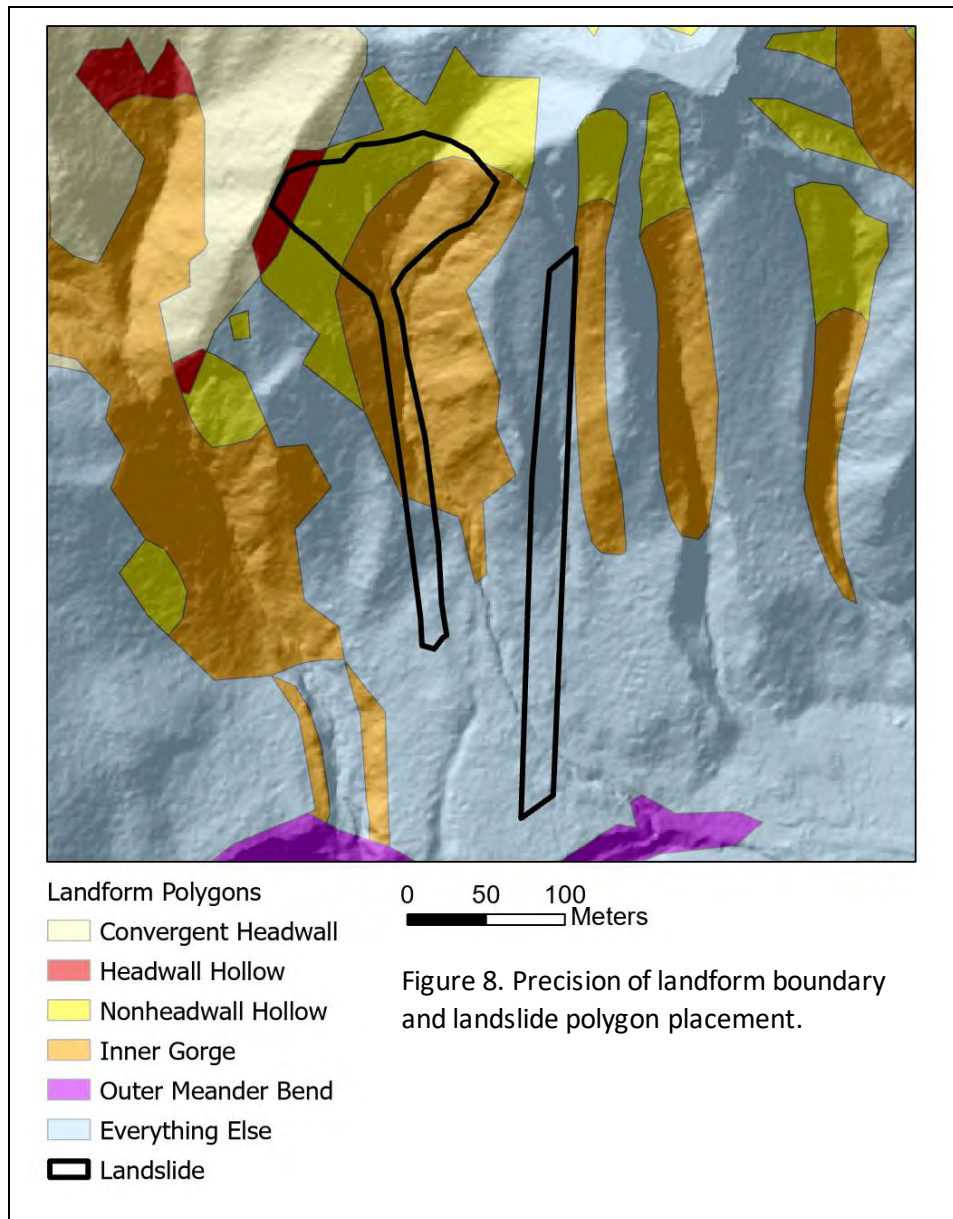 Landform Polygons
Convergent Headwall
Headwall Hollow
Nonheadwall Hollow
Inner Gorge
Outer Meander Bend
Everything Else
Landslide
0 50 100
Meters
Figure 8. Precision of landform boundary
and landslide polygon placement.